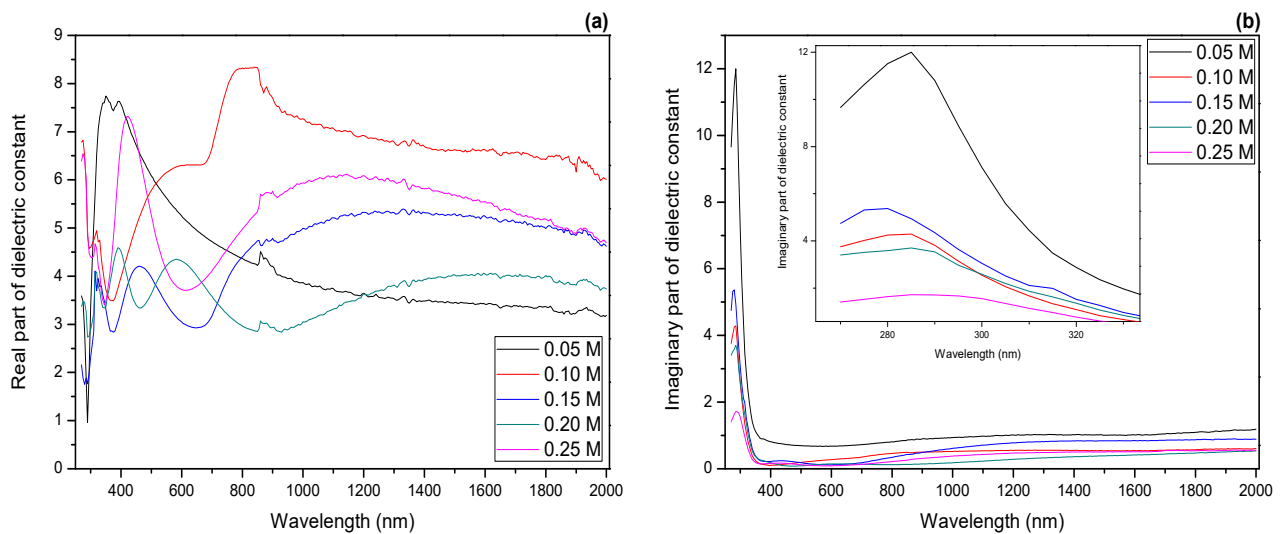 (a)
9
8
7
6
5
4
3
2
1
0
Real part of dielectric constant
400 600 800 1000 1200 1400 1600 1800 2000
Wavelength (nm)
0.05 M
0.10 M
0.15 M
0.20 M
0.25 M
(b)
12
10
8
6
4
2
0
Imaginary part of dielectric constant
400 600 800 1000 1200 1400 1600 1800 2000
Wavelength (nm)
0.05 M
0.10 M
0.15 M
0.20 M
0.25 M
12
8
4
Imaginary part of dielectric constant
280 300 320
Wavelength (nm)